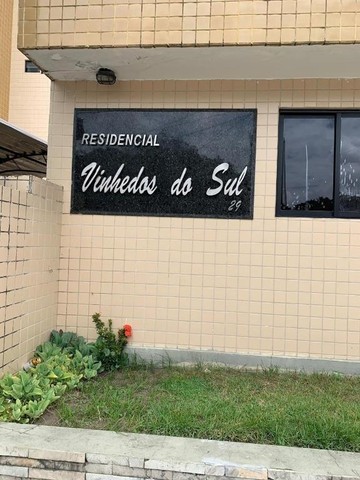 RESIDENCIAL
Vinhedos do Sul
29